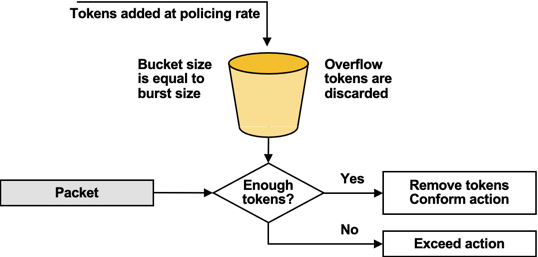 Tokens added at policing rate
Bucket size
is equal to
burst size
Overflow
tokens are
discarded
Packet
Enough
tokens?
Yes
Remove tokens
Conform action
No
Exceed action